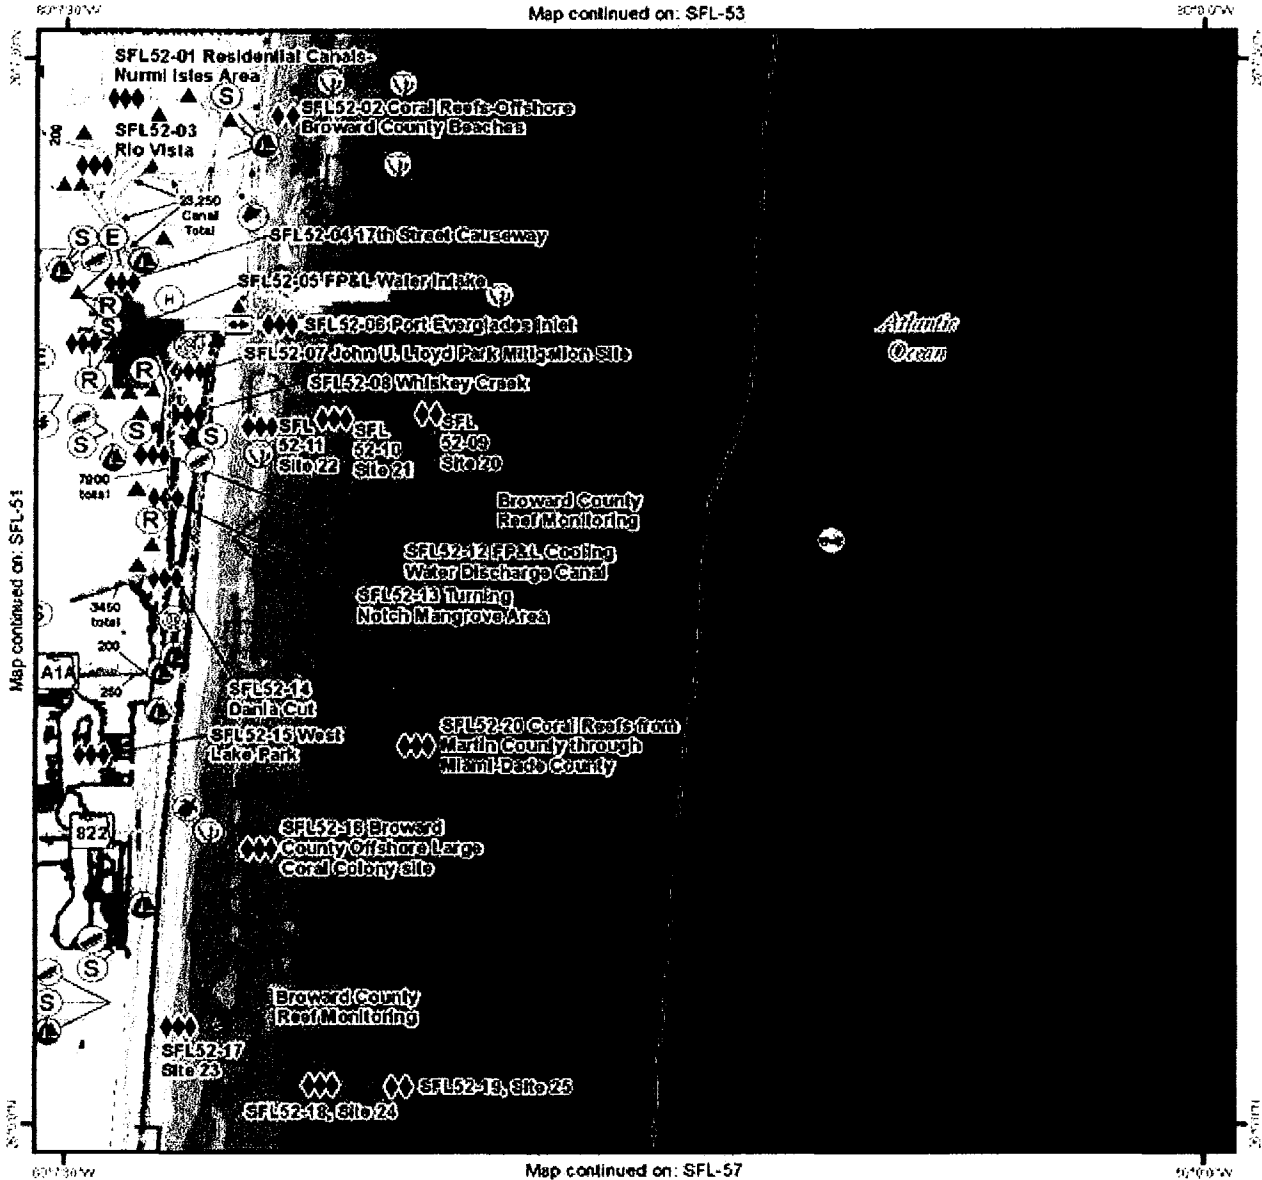 Map continued on: SFL-53
SFL52-01 Residential Canals-
Nurmi Isles Area
S
SFL52-02 Coral Reefs-Offshore
Broward County Beaches
200
SFL52-03
Rio Vista
23,250
Canal
Total
S
E
SFL52-04 17th Street Causeway
SFL52-05 FP&L Water Intake
R
H
S
SFL52-06 Port Everglades Inlet
Atlantic
Ocean
SFL52-07 John U. Lloyd Park Mitigation Site
R
R
SFL52-08 Whiskey Creek
S
S
S
SFL
52-11
Site 22
SFL
52-10
Site 21
SFL
52-09
Site 20
7900
total
Map continued on: SFL-51
R
Broward County
Reef Monitoring
SFL52-12 FP&L Cooling
Water Discharge Canal
SFL52-13 Turning
Notch Mangrove Area
3450
total
200
A1A
250
SFL52-14
Dania Cut
SFL52-15 West
Lake Park
SFL52-20 Coral Reefs from
Martin County through
Miami-Dade County
822
SFL52-16 Broward
County Offshore Large
Coral Colony site
S
S
Broward County
Reef Monitoring
SFL52-17
Site 23
SFL52-18, Site 24
SFL52-19, Site 25
Map continued on: SFL-57